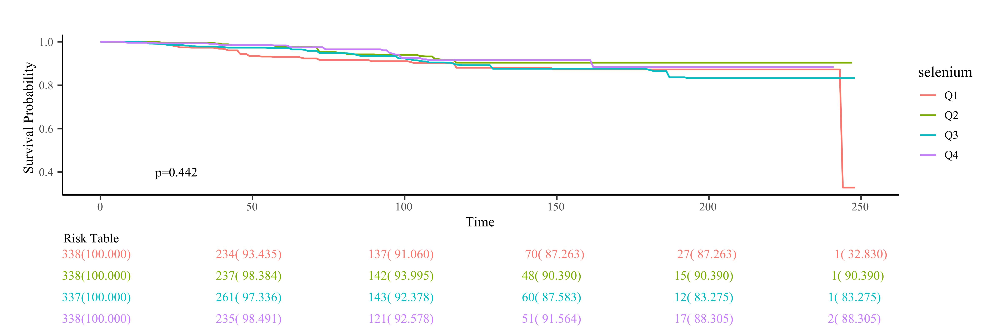 1.0
0.8
0.6
0.4
Survival Probability
p=0.442
0 50 100 150 200 250
Time
selenium
Q1
Q2
Q3
Q4
Risk Table
338(100.000) 234( 93.435) 137( 91.060) 70( 87.263) 27( 87.263) 1( 32.830)
338(100.000) 237( 98.384) 142( 93.995) 48( 90.390) 15( 90.390) 1( 90.390)
337(100.000) 261( 97.336) 143( 92.378) 60( 87.583) 12( 83.275) 1( 83.275)
338(100.000) 235( 98.491) 121( 92.578) 51( 91.564) 17( 88.305) 2( 88.305)